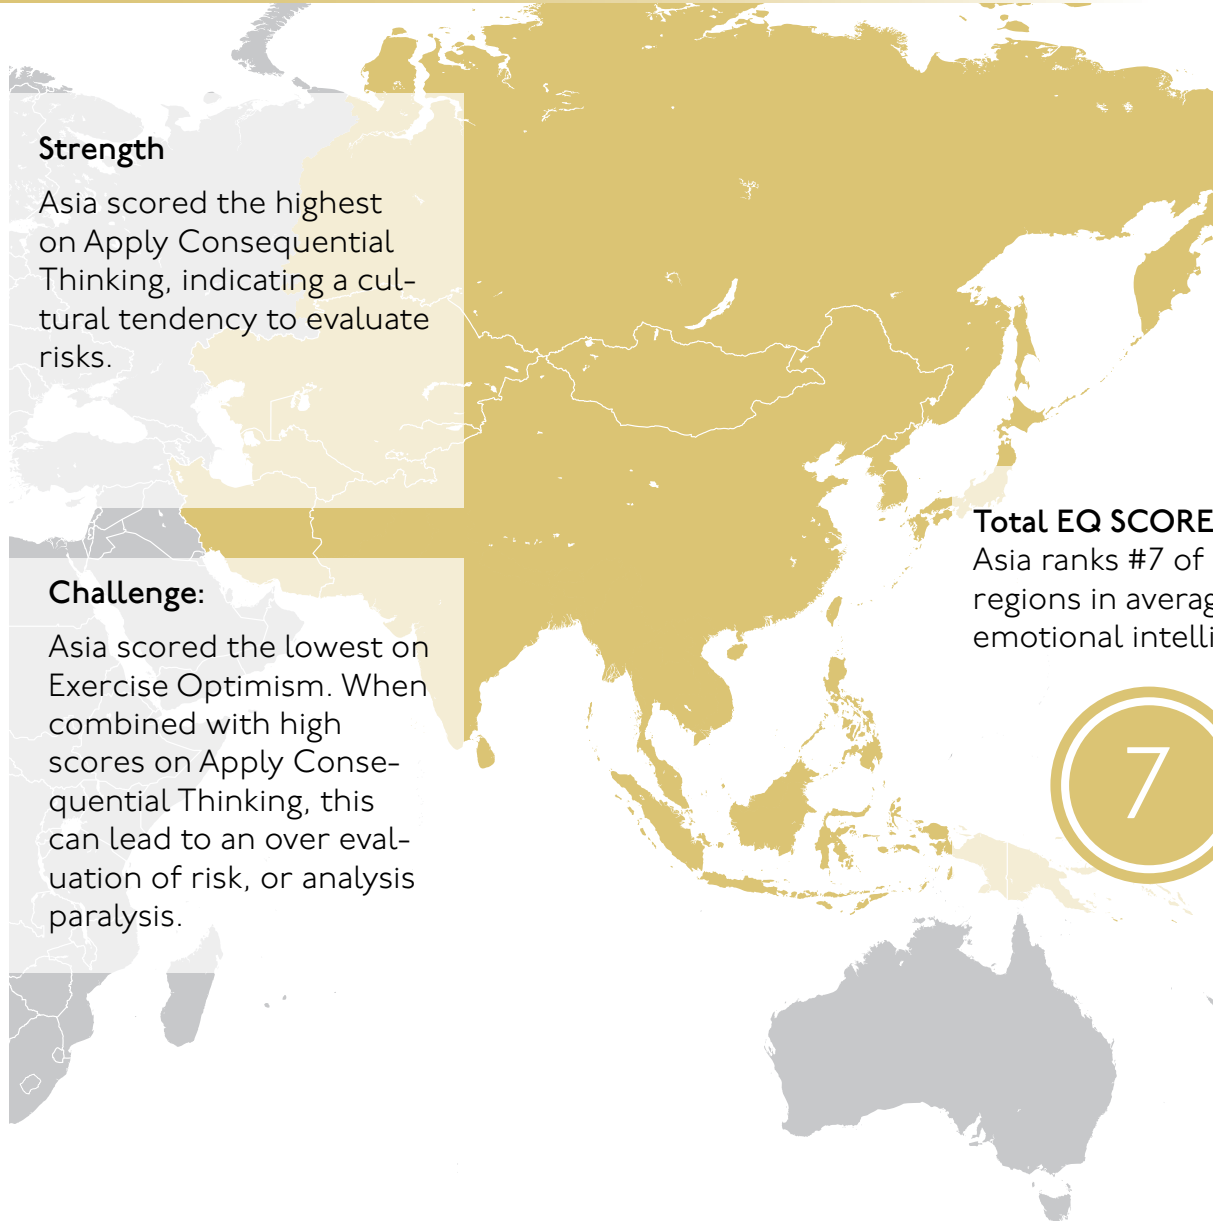 Strength
Asia scored the highest
on Apply Consequential
Thinking, indicating a cul-
tural tendency to evaluate
risks.
Challenge:
Asia scored the lowest on
Exercise Optimism. When
combined with high
scores on Apply Conse-
quential Thinking, this
can lead to an over eval-
uation of risk, or analysis
paralysis.
Total EQ SCORE
Asia ranks #7 of
regions in
emotional
7